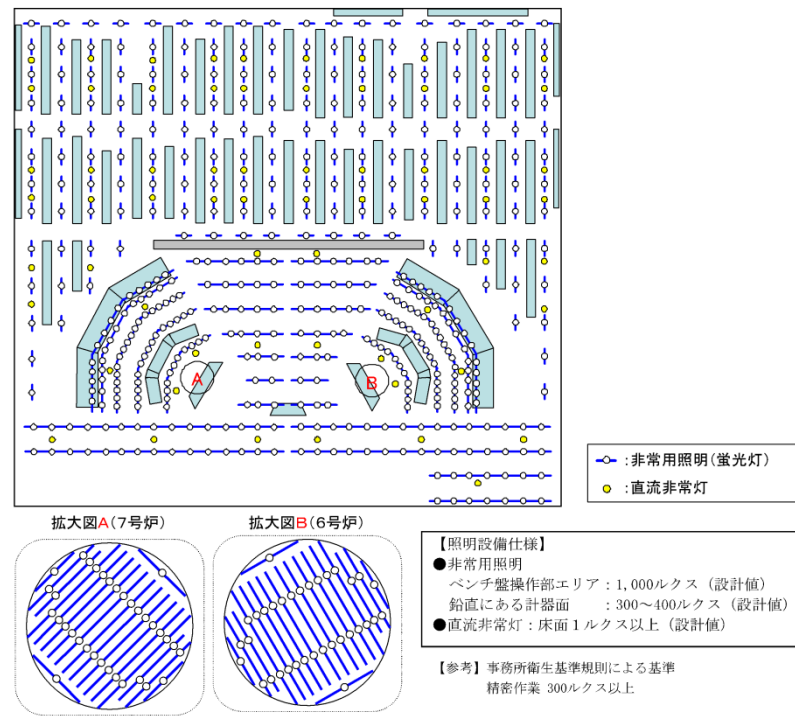 A
B
:非常用照明(蛍光灯)
:直流非常灯
拡大図A(7号炉)
拡大図B(6号炉)
【照明設備仕様】
●非常用照明
ベンチ盤操作部エリア:1,000ルクス(設計値)
鉛直にある計器面 :300~400ルクス(設計値)
●直流非常灯:床面1ルクス以上(設計値)
【参考】事務所衛生基準規則による基準
精密作業 300ルクス以上